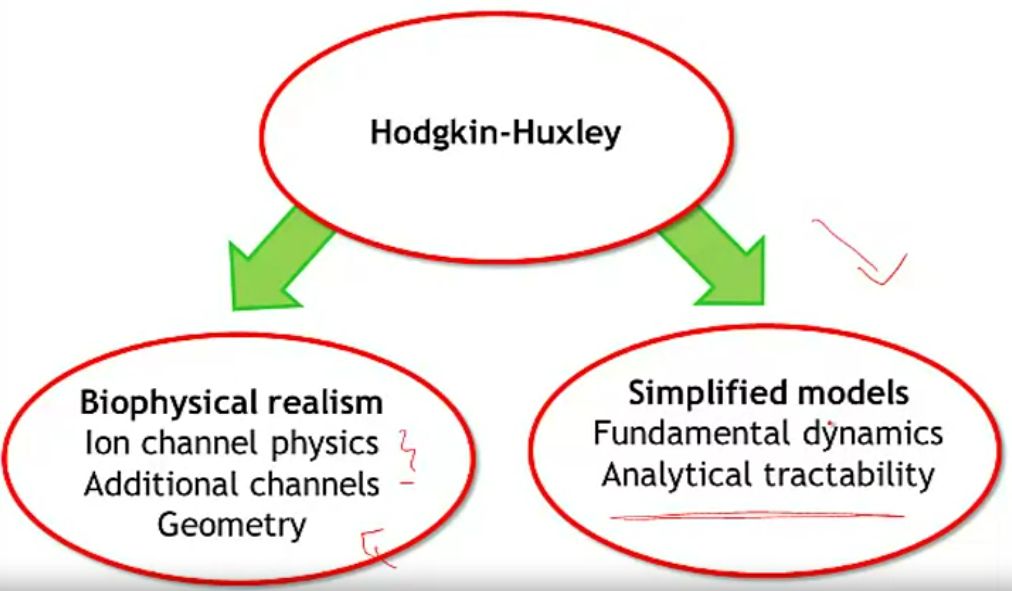 Hodgkin-Huxley
Biophysical realism
Ion channel physics
Additional channels
Geometry
Simplified models
Fundamental dynamics
Analytical tractability